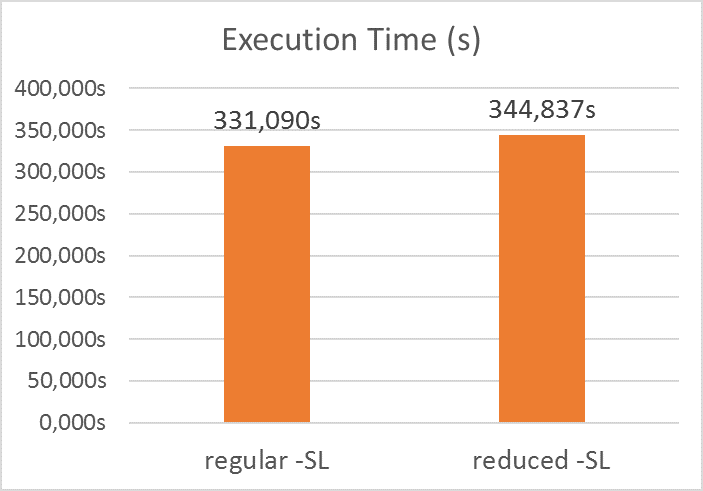 Execution Time (s)
400,000s
350,000s
300,000s
250,000s
200,000s
150,000s
100,000s
50,000s
0,000s
331,090s
344,837s
regular -SL
reduced -SL